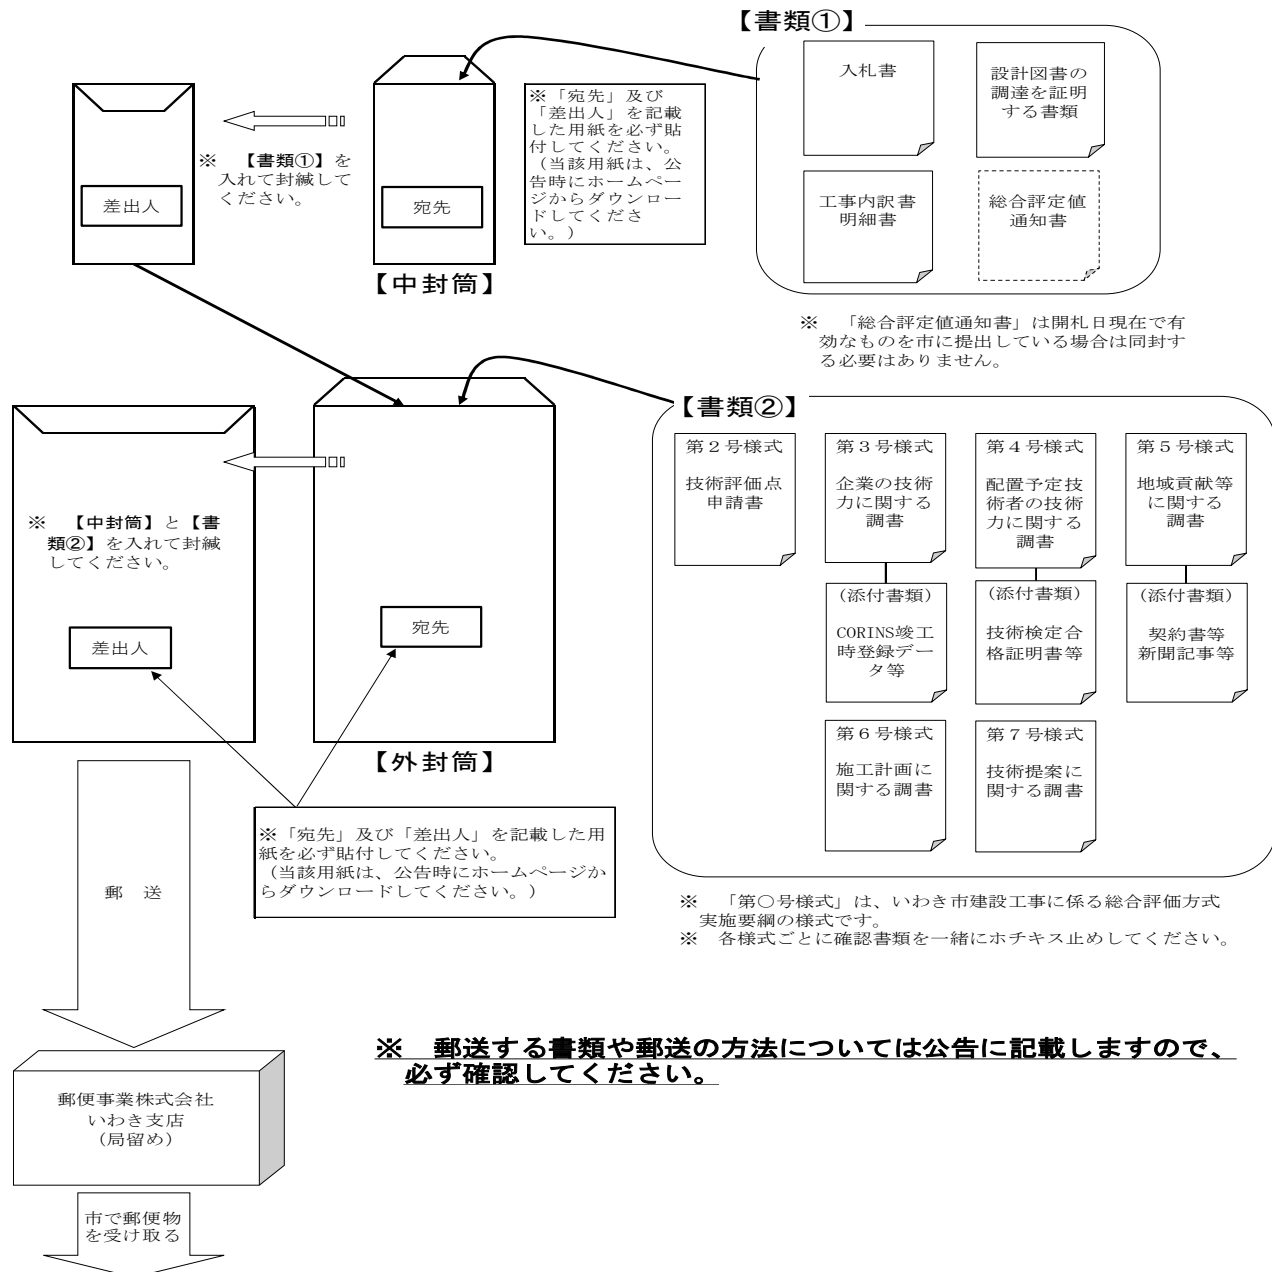 【書類①】
入札書
設計図書の
調達を証明
する書類
工事内訳書
明細書
総合評定値
通知書
※「宛先」及び
「差出人」を記載
した用紙を必ず貼
付してください。
（当該用紙は、公
告時にホームペー
ジからダウンロー
ドしてくださ
い。）
※　【書類①】を
入れて封緘して
ください。
差出人
宛先
【中封筒】
※　「総合評定値通知書」は開札日現在で有
効なものを市に提出している場合は同封す
る必要はありません。
【書類②】
第２号様式
技術評価点
申請書
第３号様式
企業の技術
力に関する
調書
第４号様式
配置予定技
術者の技術
力に関する
調書
第５号様式
地域貢献等
に関する
調書
(添付書類)
CORINS竣工
時登録デー
タ等
(添付書類)
技術検定合
格証明書等
(添付書類)
契約書等
新聞記事等
第６号様式
施工計画に
関する調書
第７号様式
技術提案に
関する調書
※　【中封筒】と【書
類②】を入れて封緘
してください。
差出人
宛先
【外封筒】
※「宛先」及び「差出人」を記載した用
紙を必ず貼付してください。
（当該用紙は、公告時にホームページか
らダウンロードしてください。）
※　「第○号様式」は、いわき市建設工事に係る総合評価方式
実施要綱の様式です。
※　各様式ごとに確認書類を一緒にホチキス止めしてください。
郵　送
※　郵送する書類や郵送の方法については公告に記載しますので、
必ず確認してください。
郵便事業株式会社
いわき支店
(局留め)
市で郵便物
を受け取る